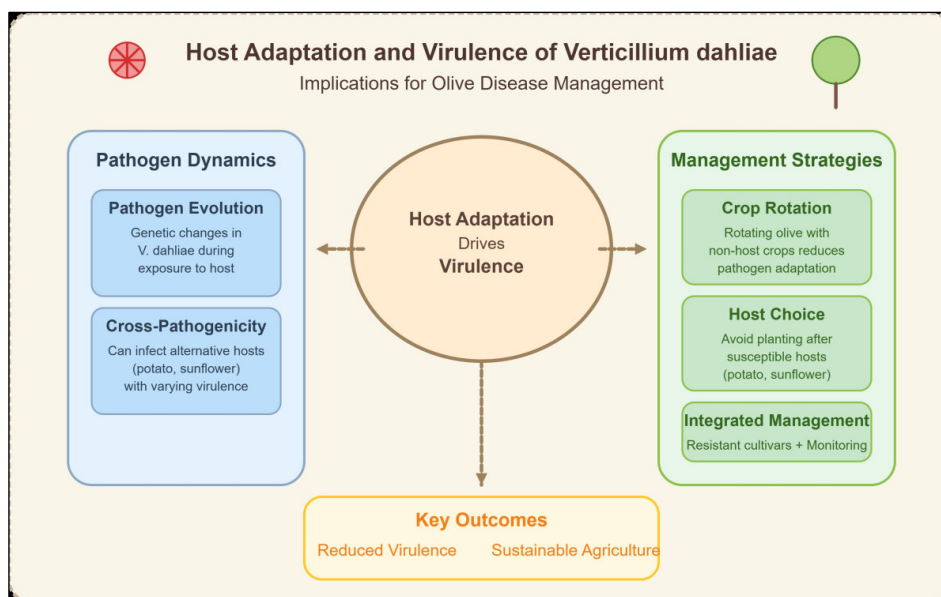 Host Adaptation and Virulence of Verticillium dahliae
Implications for Olive Disease Management
Pathogen Dynamics
Pathogen Evolution
Genetic changes in
V. dahliae during
exposure to host
Cross-Pathogenicity
Can infect alternative hosts
(potato, sunflower)
with varying virulence
Host Adaptation
Drives
Virulence
Management Strategies
Crop Rotation
Rotating olive with
non-host crops reduces
pathogen adaptation
Host Choice
Avoid planting after
susceptible hosts
(potato, sunflower)
Integrated Management
Resistant cultivars + Monitoring
Key Outcomes
Reduced Virulence
Sustainable Agriculture